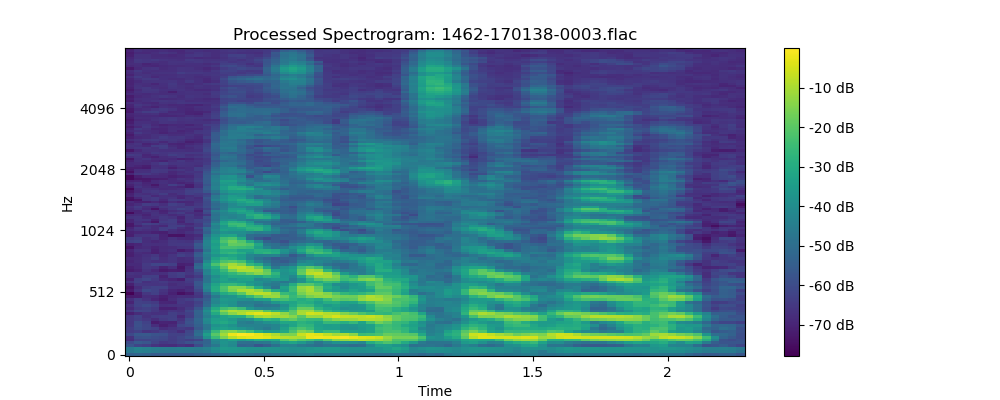 Processed Spectrogram: 1462-170138-0003.flac
4096
2048
1024
512
0
Hz
0
0.5
1
1.5
2
Time
-10 dB
-20 dB
-30 dB
-40 dB
-50 dB
-60 dB
-70 dB